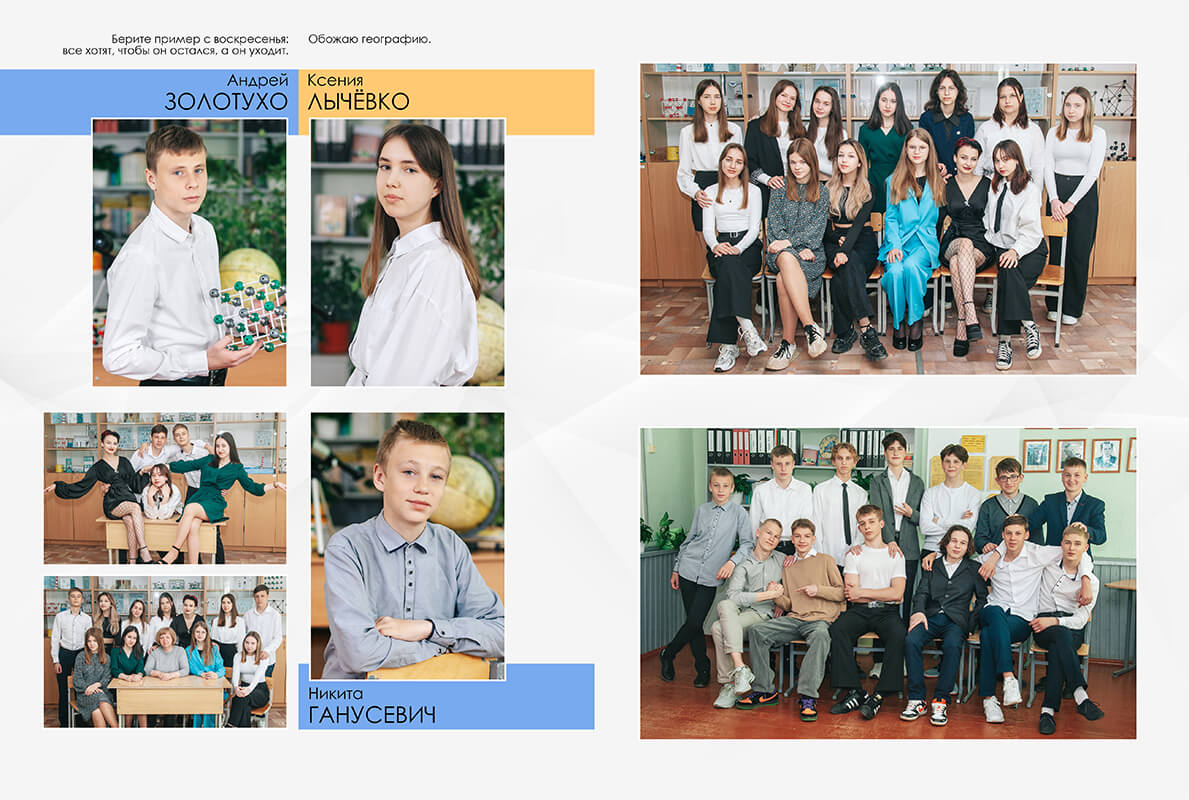 Берите пример с воскресенья:
все хотят, чтобы он остался, а он уходит.
Андрей
ЗОЛОТУХО
Обожаю географию.
Ксения
ЛЫЧЁВКО
Никита
ГАНУСЕВИЧ